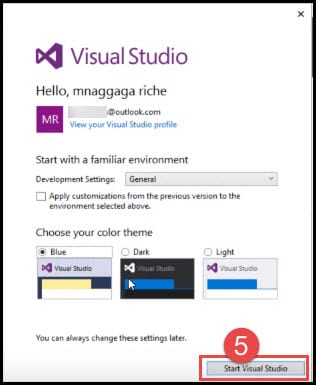 Visual Studio
Hello, mnaggaga riche
MR
@outlook.com
View your Visual Studio profile
Start with a familiar environment
Development Settings: General
Apply customizations from the previous version to the
environment selected above.
Choose your color theme
Blue Dark Light
Visual Studio Visual Studio Visual Studio
You can always change these settings later.
5
Start Visual Studio